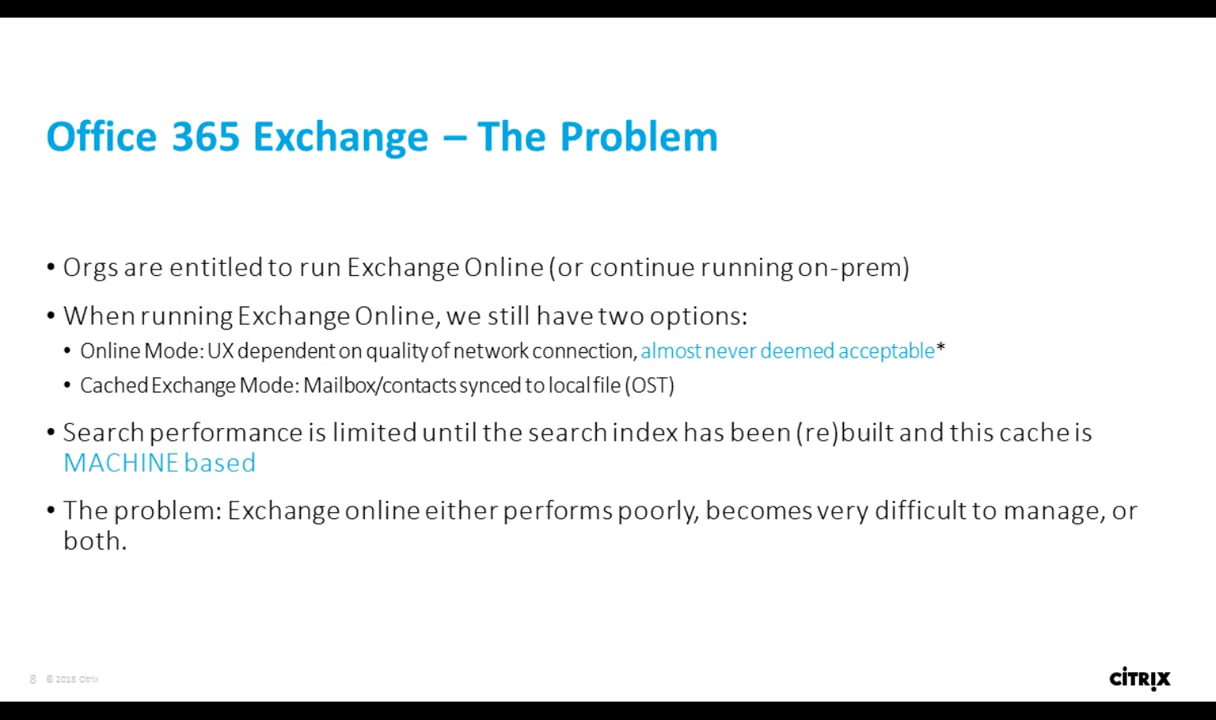 Office 365 Exchange – The Problem
• Orgs are entitled to run Exchange Online (or continue running on-prem)
• When running Exchange Online, we still have two options:
• Online Mode: UX dependent on quality of network connection, almost never deemed acceptable*
• Cached Exchange Mode: Mailbox/contacts synced to local file (OST)
• Search performance is limited until the search index has been (re)built and this cache is
MACHINE based
• The problem: Exchange online either performs poorly, becomes very difficult to manage, or
both.
8 © 2018 Citrix
CİTRIX